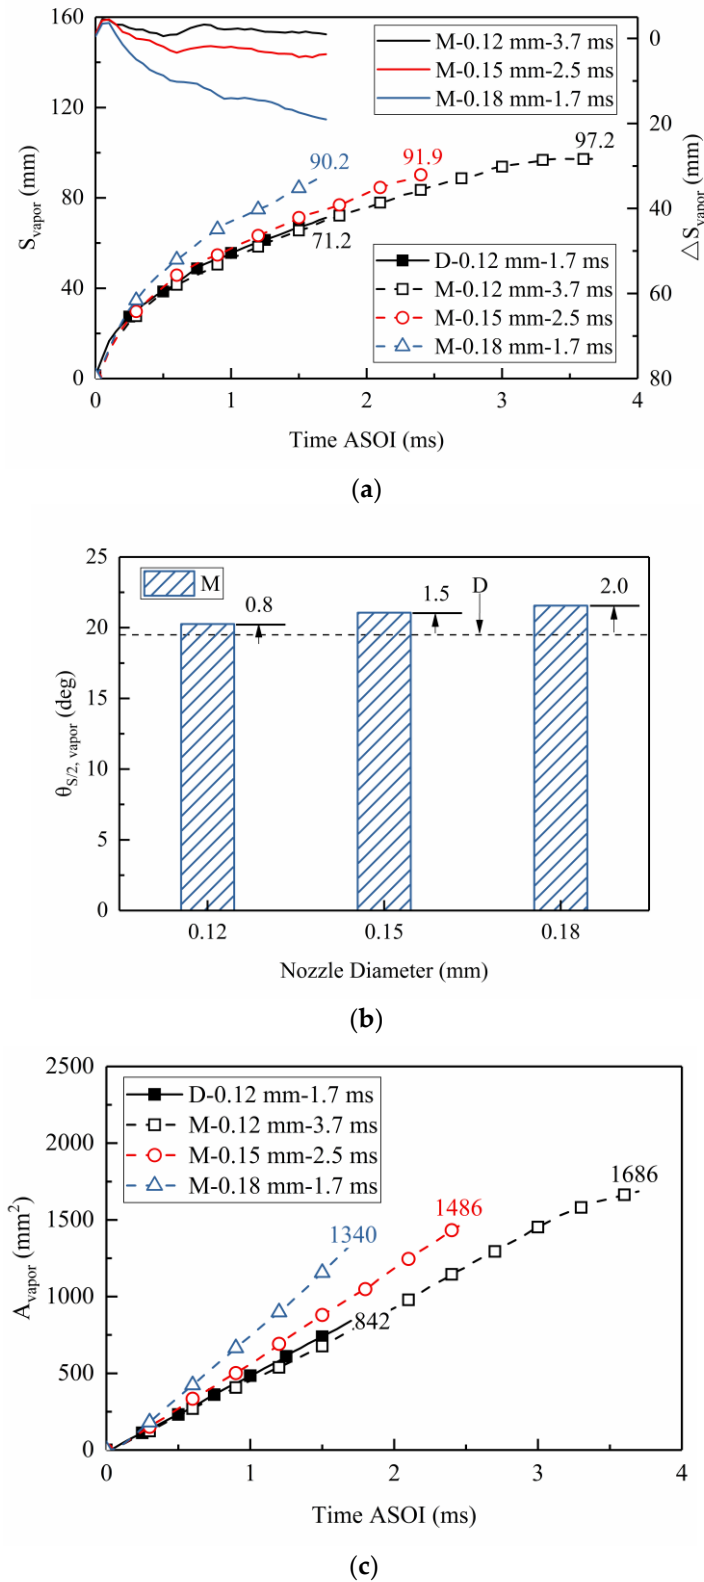 160
120
80
40
0
S_vapor (mm)
M-0.12 mm-3.7 ms
M-0.15 mm-2.5 ms
M-0.18 mm-1.7 ms
90.2
91.9
97.2
71.2
D-0.12 mm-1.7 ms
M-0.12 mm-3.7 ms
M-0.15 mm-2.5 ms
M-0.18 mm-1.7 ms
0
20
40
60
80
△S_vapor (mm)
0
1
2
3
4
Time ASOI (ms)
(a)
25
20
15
10
5
0
θ_S/2, vapor (deg)
M
0.8
1.5
D
2.0
0.12
0.15
0.18
Nozzle Diameter (mm)
(b)
2500
2000
1500
1000
500
0
A_vapor (mm²)
D-0.12 mm-1.7 ms
M-0.12 mm-3.7 ms
M-0.15 mm-2.5 ms
M-0.18 mm-1.7 ms
1340
1486
1686
842
0
1
2
3
4
Time ASOI (ms)
(c)